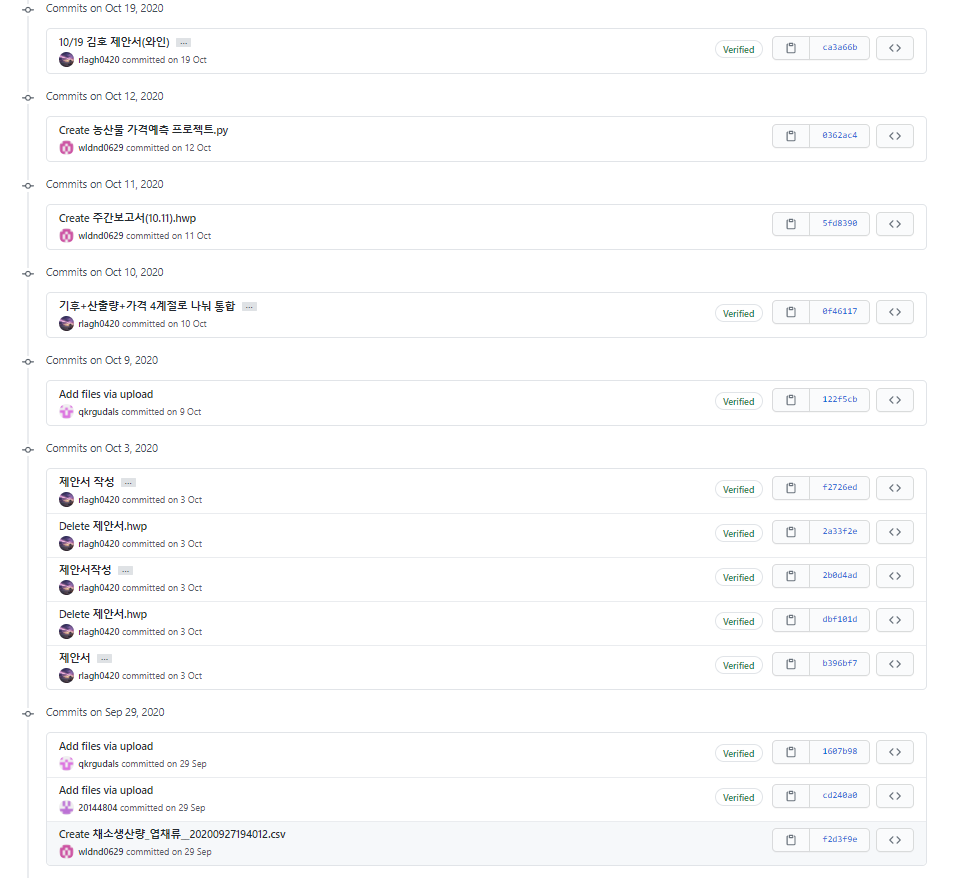 Commits on Oct 19, 2020
10/19 김호 제안서(와인) ...
rlagh0420 committed on 19 Oct
Verified
ca3a66b
Commits on Oct 12, 2020
Create 농산물 가격예측 프로젝트.py
wldnd0629 committed on 12 Oct
0362ac4
Commits on Oct 11, 2020
Create 주간보고서(10.11).hwp
wldnd0629 committed on 11 Oct
5fd8390
Commits on Oct 10, 2020
기후+산출량+가격 4계절로 나눠 통합 ...
rlagh0420 committed on 10 Oct
Verified
0f46117
Commits on Oct 9, 2020
Add files via upload
qkrgudals committed on 9 Oct
Verified
122f5cb
Commits on Oct 3, 2020
제안서 작성 ...
rlagh0420 committed on 3 Oct
Verified
f2726ed
Delete 제안서.hwp
rlagh0420 committed on 3 Oct
Verified
2a33f2e
제안서작성 ...
rlagh0420 committed on 3 Oct
Verified
2b0d4ad
Delete 제안서.hwp
rlagh0420 committed on 3 Oct
Verified
dbf101d
제안서 ...
rlagh0420 committed on 3 Oct
Verified
b396bf7
Commits on Sep 29, 2020
Add files via upload
qkrgudals committed on 29 Sep
Verified
1607b98
Add files via upload
20144804 committed on 29 Sep
Verified
cd240a0
Create 채소생산량_엽채류__20200927194012.csv
wldnd0629 committed on 29 Sep
f2d3f9e